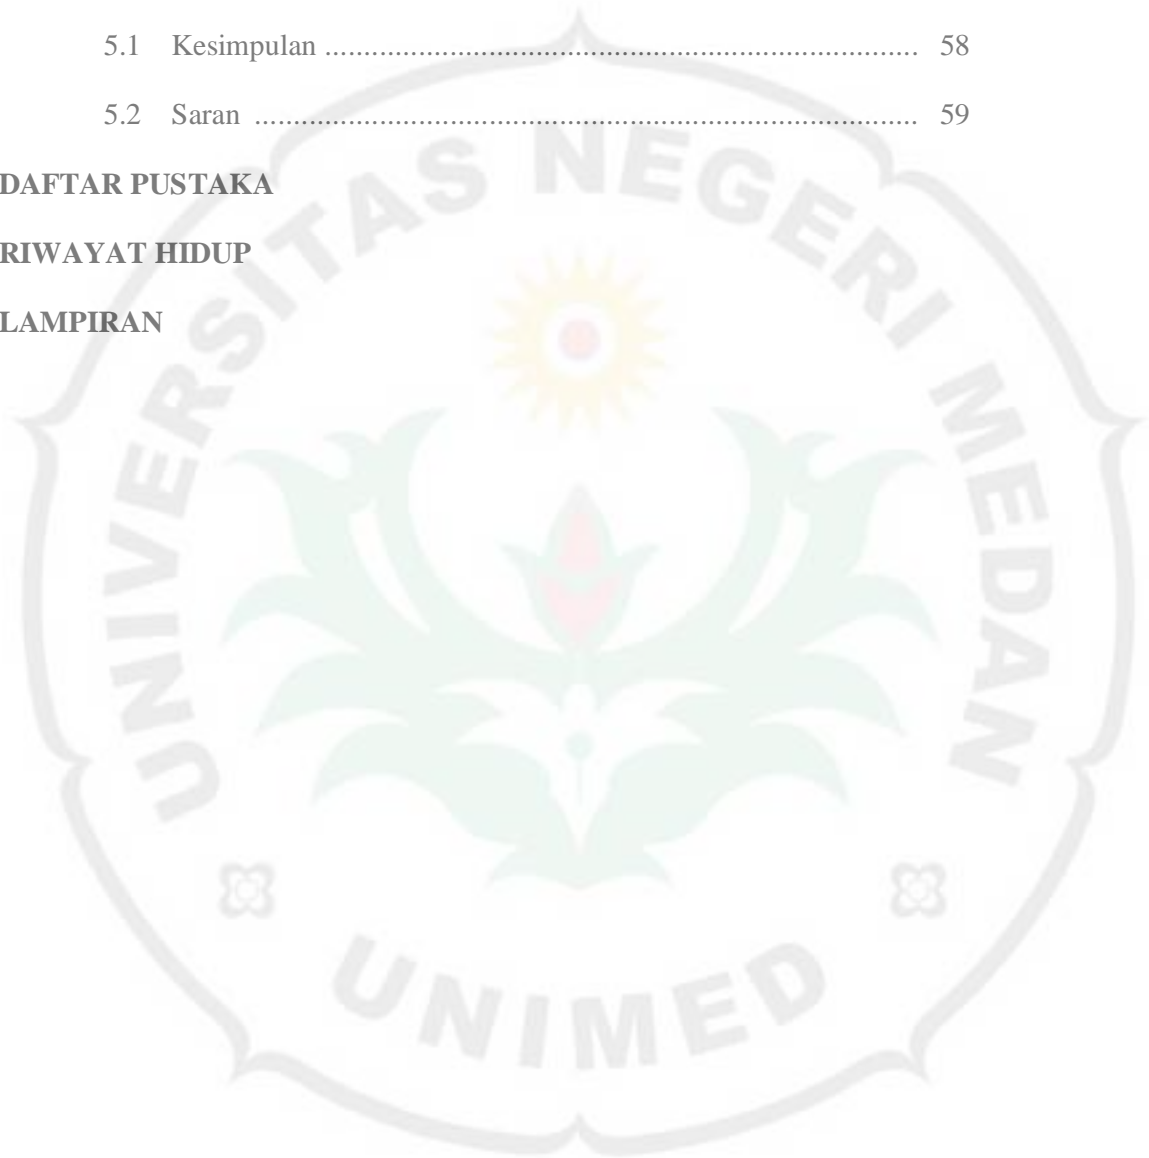 5.1 Kesimpulan ................................................................................ 58
5.2 Saran ......................................................................................... 59
DAFTAR PUSTAKA
RIWAYAT HIDUP
LAMPIRAN
UNIVERSITAS NEGERI MEDAN
UNIMED